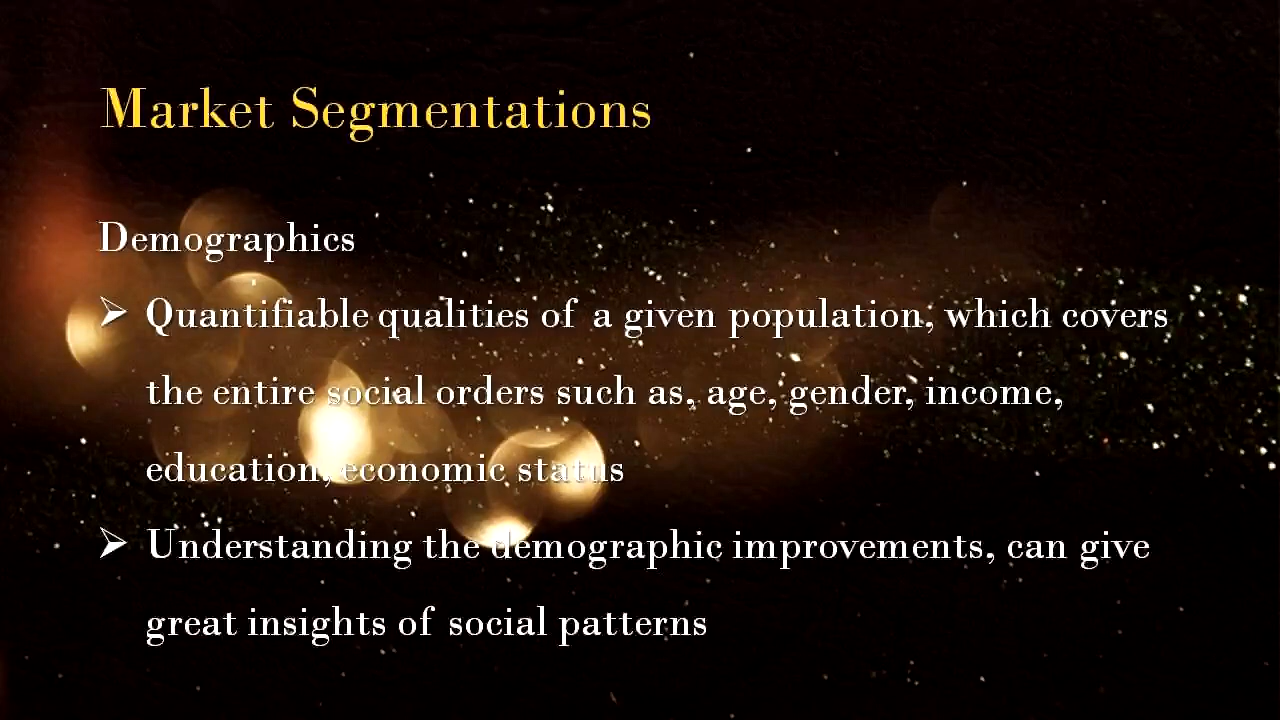 Market Segmentations
Demographics
➢ Quantifiable qualities of a given population, which covers
the entire social orders such as, age, gender, income,
education, economic status
➢ Understanding the demographic improvements, can give
great insights of social patterns